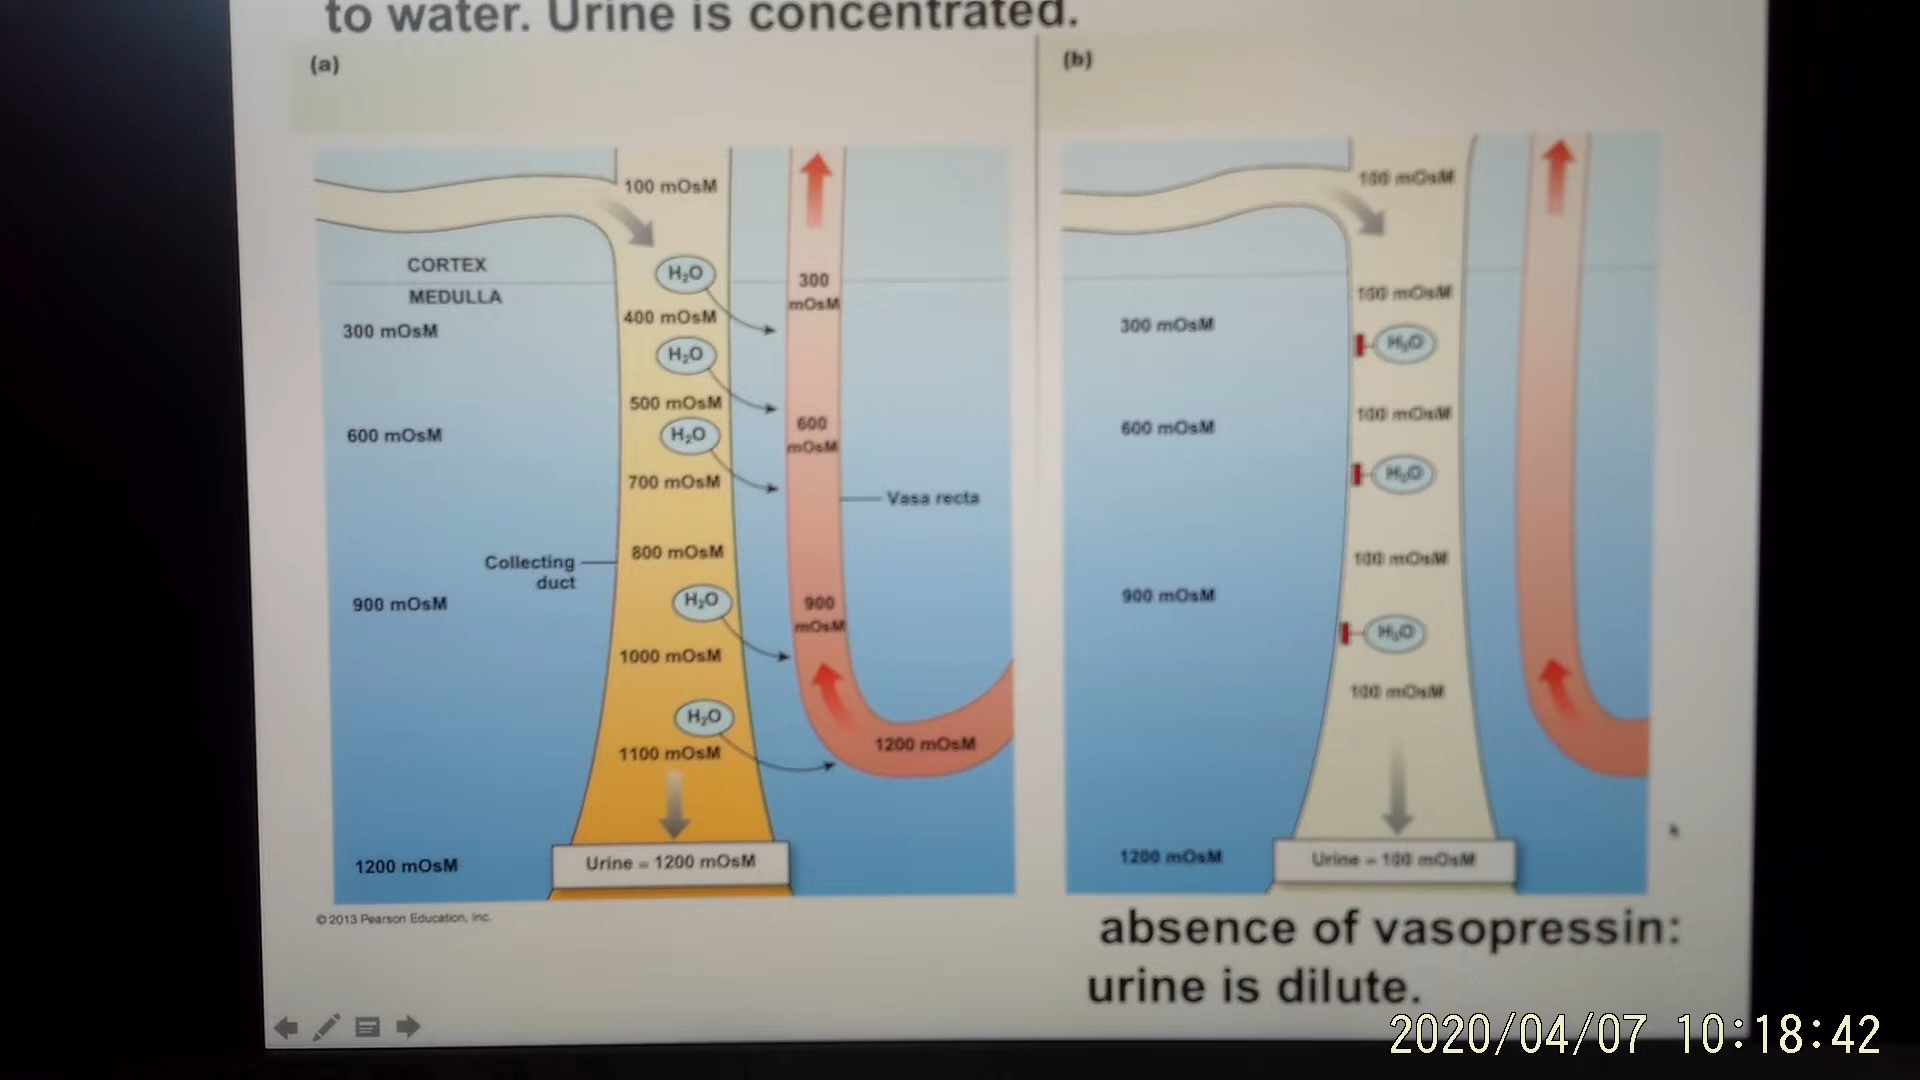 to water. Urine is concentrated.
(a)
100 mOsM
H₂O
CORTEX
MEDULLA
300 mOsM
400 mOsM
300 mOsM
H₂O
500 mOsM
600 mOsM
600 mOsM
H₂O
700 mOsM
Vasa recta
Collecting duct
800 mOsM
H₂O
900 mOsM
900 mOsM
1000 mOsM
H₂O
1100 mOsM
1200 mOsM
1200 mOsM
Urine = 1200 mOsM
© 2013 Pearson Education, Inc.
(b)
100 mOsM
100 mOsM
300 mOsM
H₂O
100 mOsM
600 mOsM
H₂O
100 mOsM
900 mOsM
H₂O
100 mOsM
1200 mOsM
Urine = 100 mOsM
absence of vasopressin:
urine is dilute.
2020/04/07 10:18:42